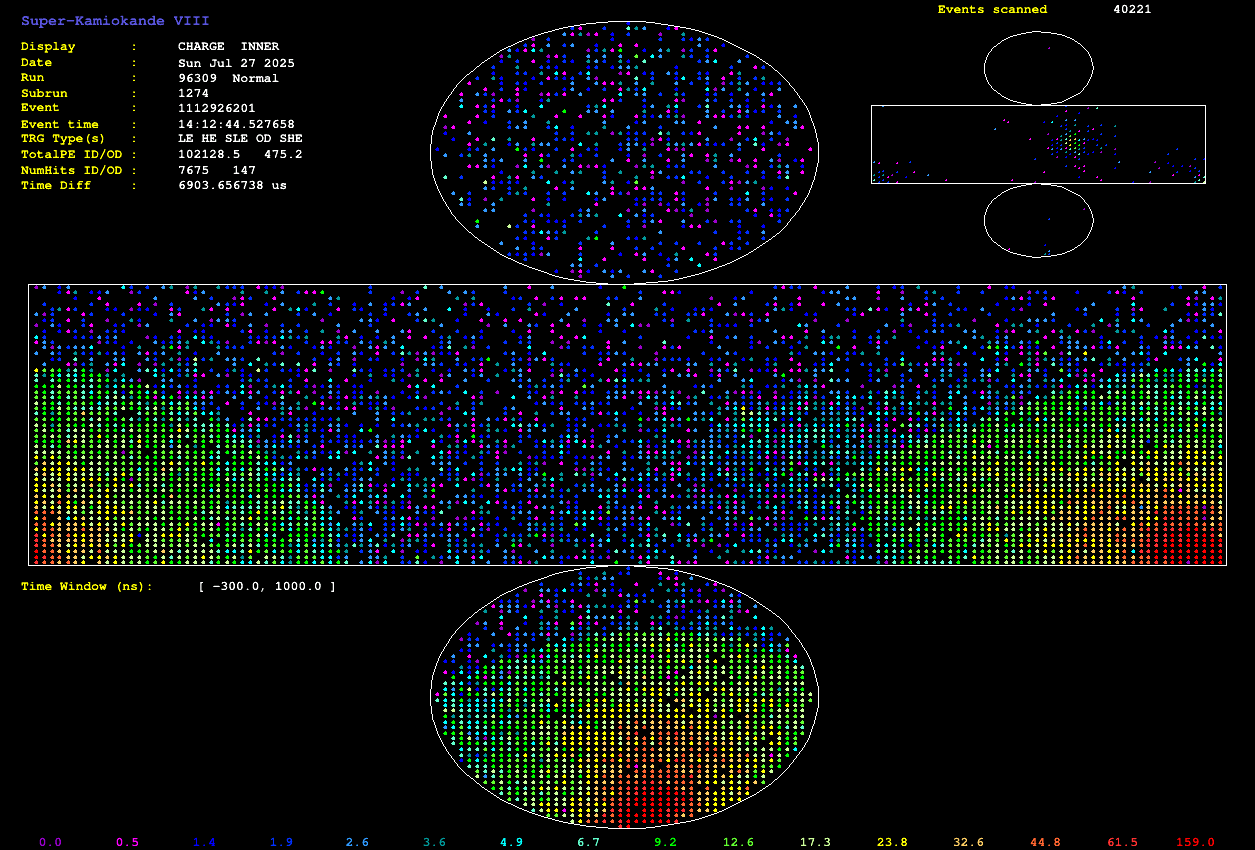 Super-Kamiokande VIII
Events scanned 40221
Display : CHARGE INNER
Date : Sun Jul 27 2025
Run : 96309 Normal
Subrun : 1274
Event : 1112926201
Event time : 14:12:44.527658
TRG Type(s) : LE HE SLE OD SHE
TotalPE ID/OD : 102128.5 475.2
NumHits ID/OD : 7675 147
Time Diff : 6903.656738 us
Time Window (ns): [ -300.0, 1000.0 ]
0.0 0.5 1.4 1.9 2.6 3.6 4.9 6.7 9.2 12.6 17.3 23.8 32.6 44.8 61.5 159.0